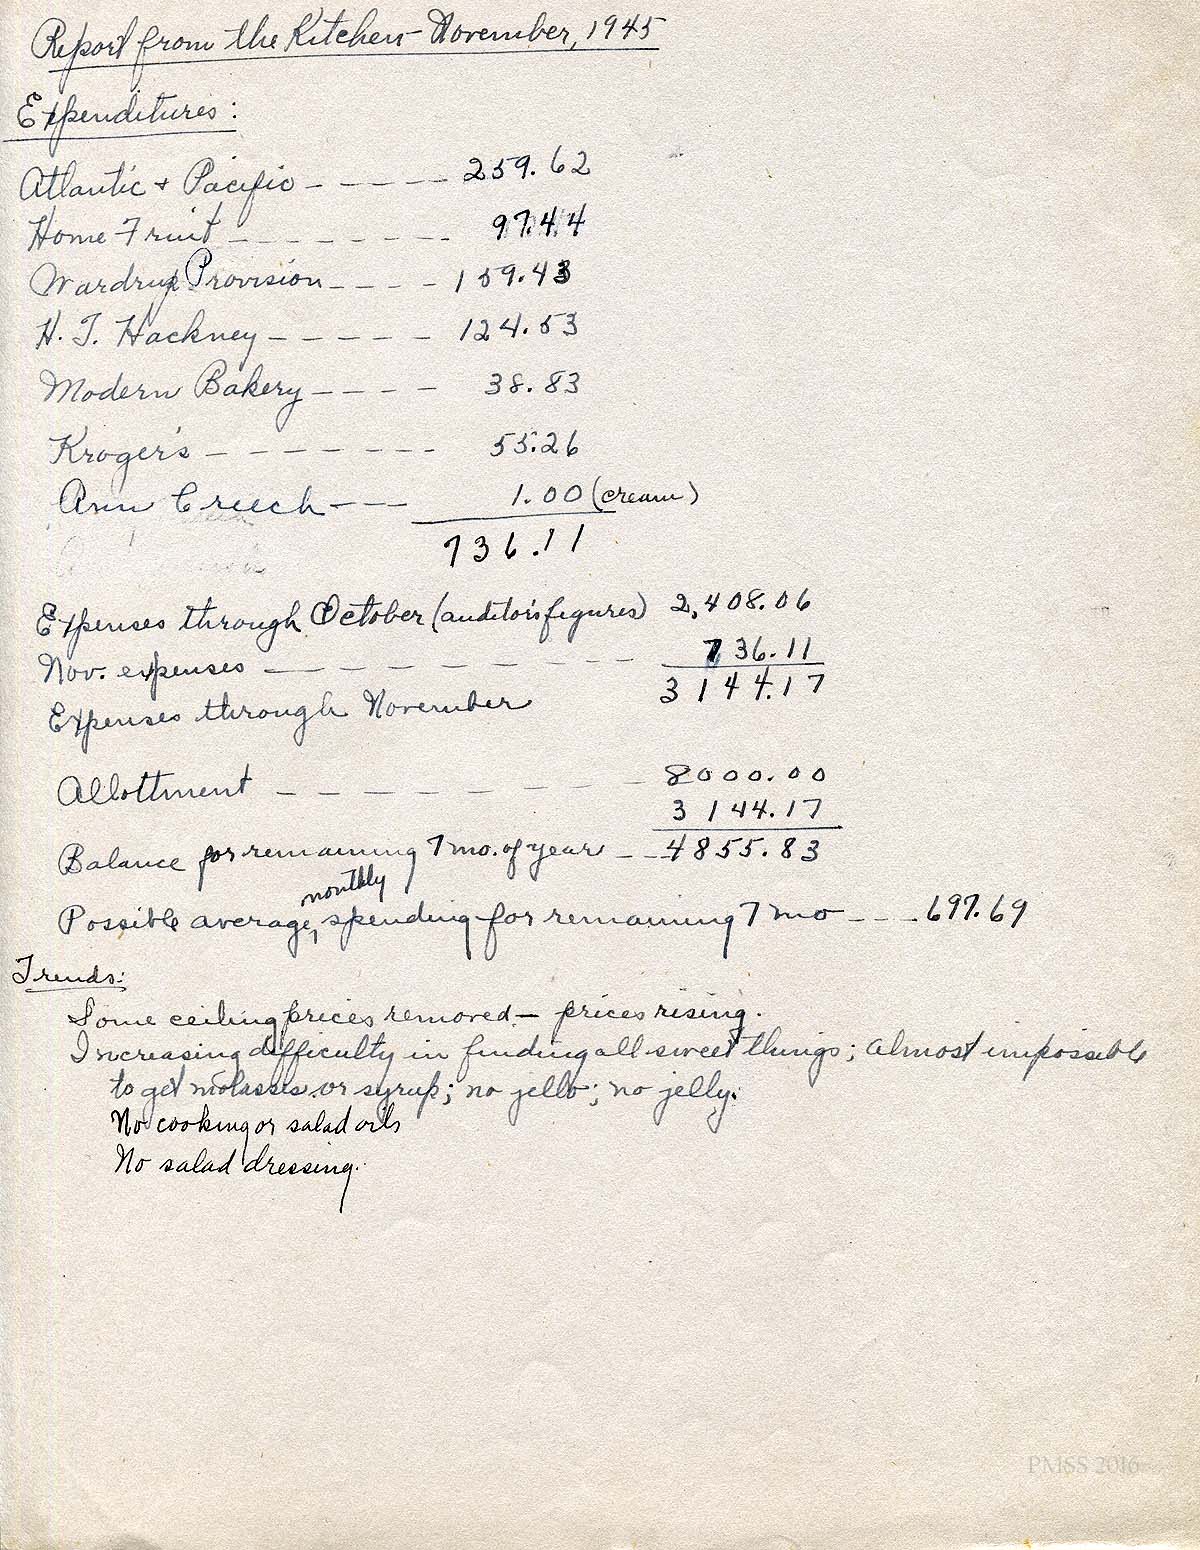 Report from the Kitchen - November, 1945
Expenditures:
Atlantic + Pacific - - - - - 259.62
Home Fruit - - - - - - - - 97.44
Wardrup Provision - - - - 159.43
H. T. Hackney - - - - - 124.53
Modern Bakery - - - - 38.83
Kroger's - - - - - - - 55.26
Ann Creech - - - 1.00 (cream)
736.11
Expenses through October (auditor's figures) 2,408.06
Nov. expenses - - - - - - - - - 736.11
Expenses through November 3144.17
Allottment - - - - - - - - 8000.00
3144.17
Balance for remaining 7 mo. of year - - 4855.83
monthly
Possible average, spending for remaining 7 mo - - - 697.69
Trends:
Some ceiling prices removed - prices rising.
Increasing difficulty in finding all sweet things; almost impossible
to get molasses or syrup; no jello; no jelly.
No cooking or salad oils
No salad dressing.
PMSS 2016